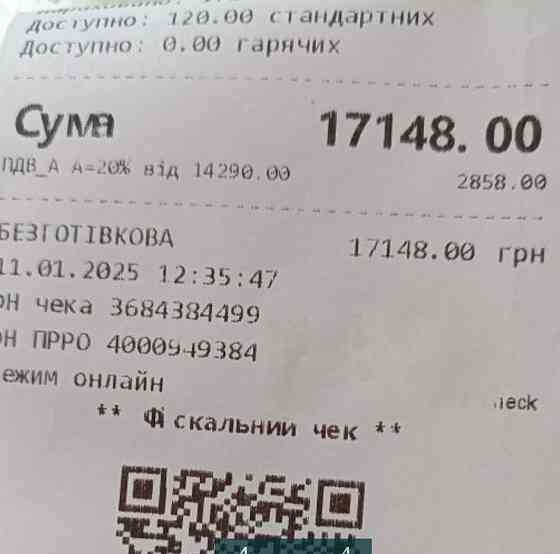 Доступно: 120.00 стандартних
Доступно: 0.00 гарячих
Сума 17148.00
ПДВ_А А=20% від 14290.00 2858.00
БЕЗГОТІВКОВА 17148.00 грн
11.01.2025 12:35:47
ФН чека 3684384499
ФН ПРРО 4000949384
ежим онлайн
** Фіскальний чек **